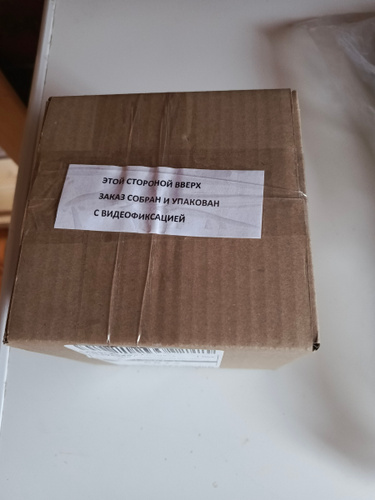 ЭТОЙ СТОРОНОЙ ВВЕРХ
ЗАКАЗ СОБРАН И УПАКОВАН
С ВИДЕОФИКСАЦИЕЙ